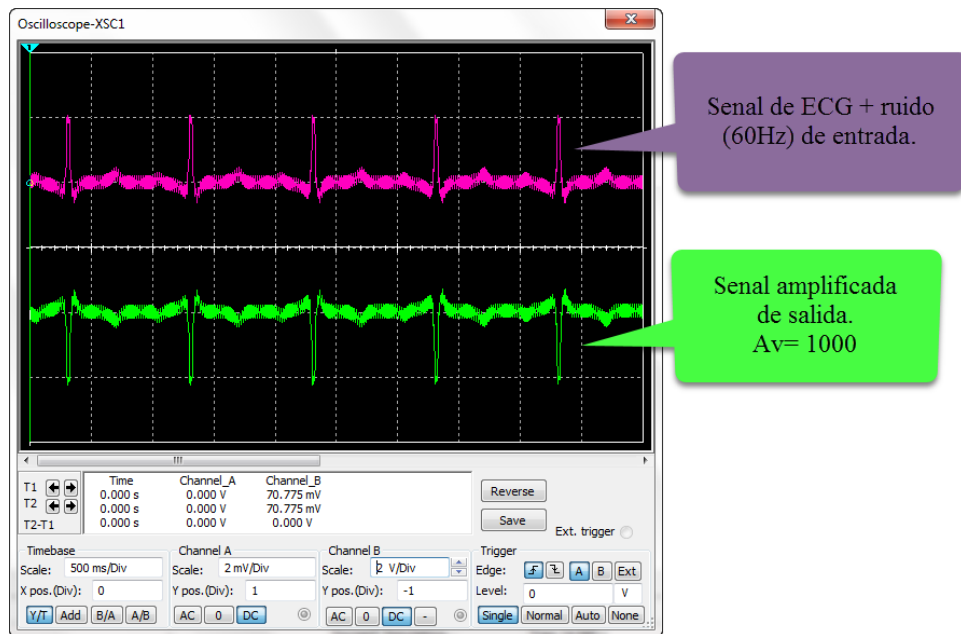 Oscilloscope-XSC1
x
1
Senal de ECG + ruido
(60Hz) de entrada.
Senal amplificada
de salida.
Av= 1000
Time Channel_A Channel_B
T1 0.000 s 0.000 V 70.775 mV
T2 0.000 s 0.000 V 70.775 mV
T2-T1 0.000 s 0.000 V 0.000 V
Reverse
Save
Ext. trigger
Timebase Channel A Channel B Trigger
Scale: 500 ms/Div Scale: 2 mV/Div Scale: 2 V/Div Edge: A B Ext
X pos.(Div): 0 Y pos.(Div): 1 Y pos.(Div): -1 Level: 0 V
Y/T Add B/A A/B AC 0 DC AC 0 DC - Single Normal Auto None